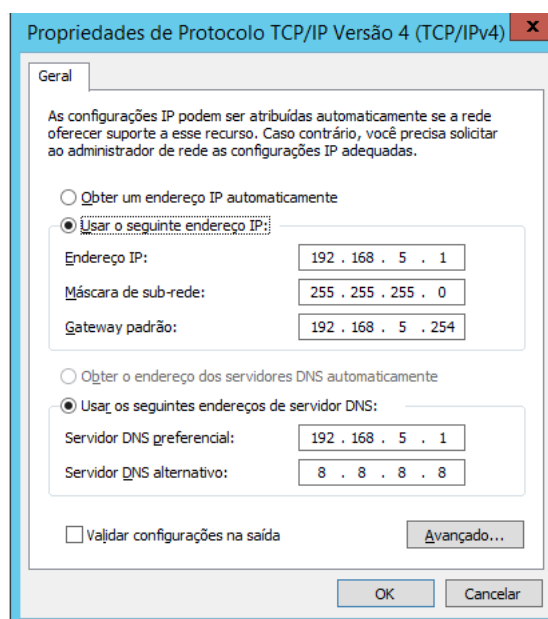 Propriedades de Protocolo TCP/IP Versão 4 (TCP/IPv4)
x
Geral
As configurações IP podem ser atribuídas automaticamente se a rede
oferecer suporte a esse recurso. Caso contrário, você precisa solicitar
ao administrador de rede as configurações IP adequadas.
Obter um endereço IP automaticamente
Usar o seguinte endereço IP:
Endereço IP: 192 . 168 . 5 . 1
Máscara de sub-rede: 255 . 255 . 255 . 0
Gateway padrão: 192 . 168 . 5 . 254
Obter o endereço dos servidores DNS automaticamente
Usar os seguintes endereços de servidor DNS:
Servidor DNS preferencial: 192 . 168 . 5 . 1
Servidor DNS alternativo: 8 . 8 . 8 . 8
Validar configurações na saída
Avançado...
OK Cancelar